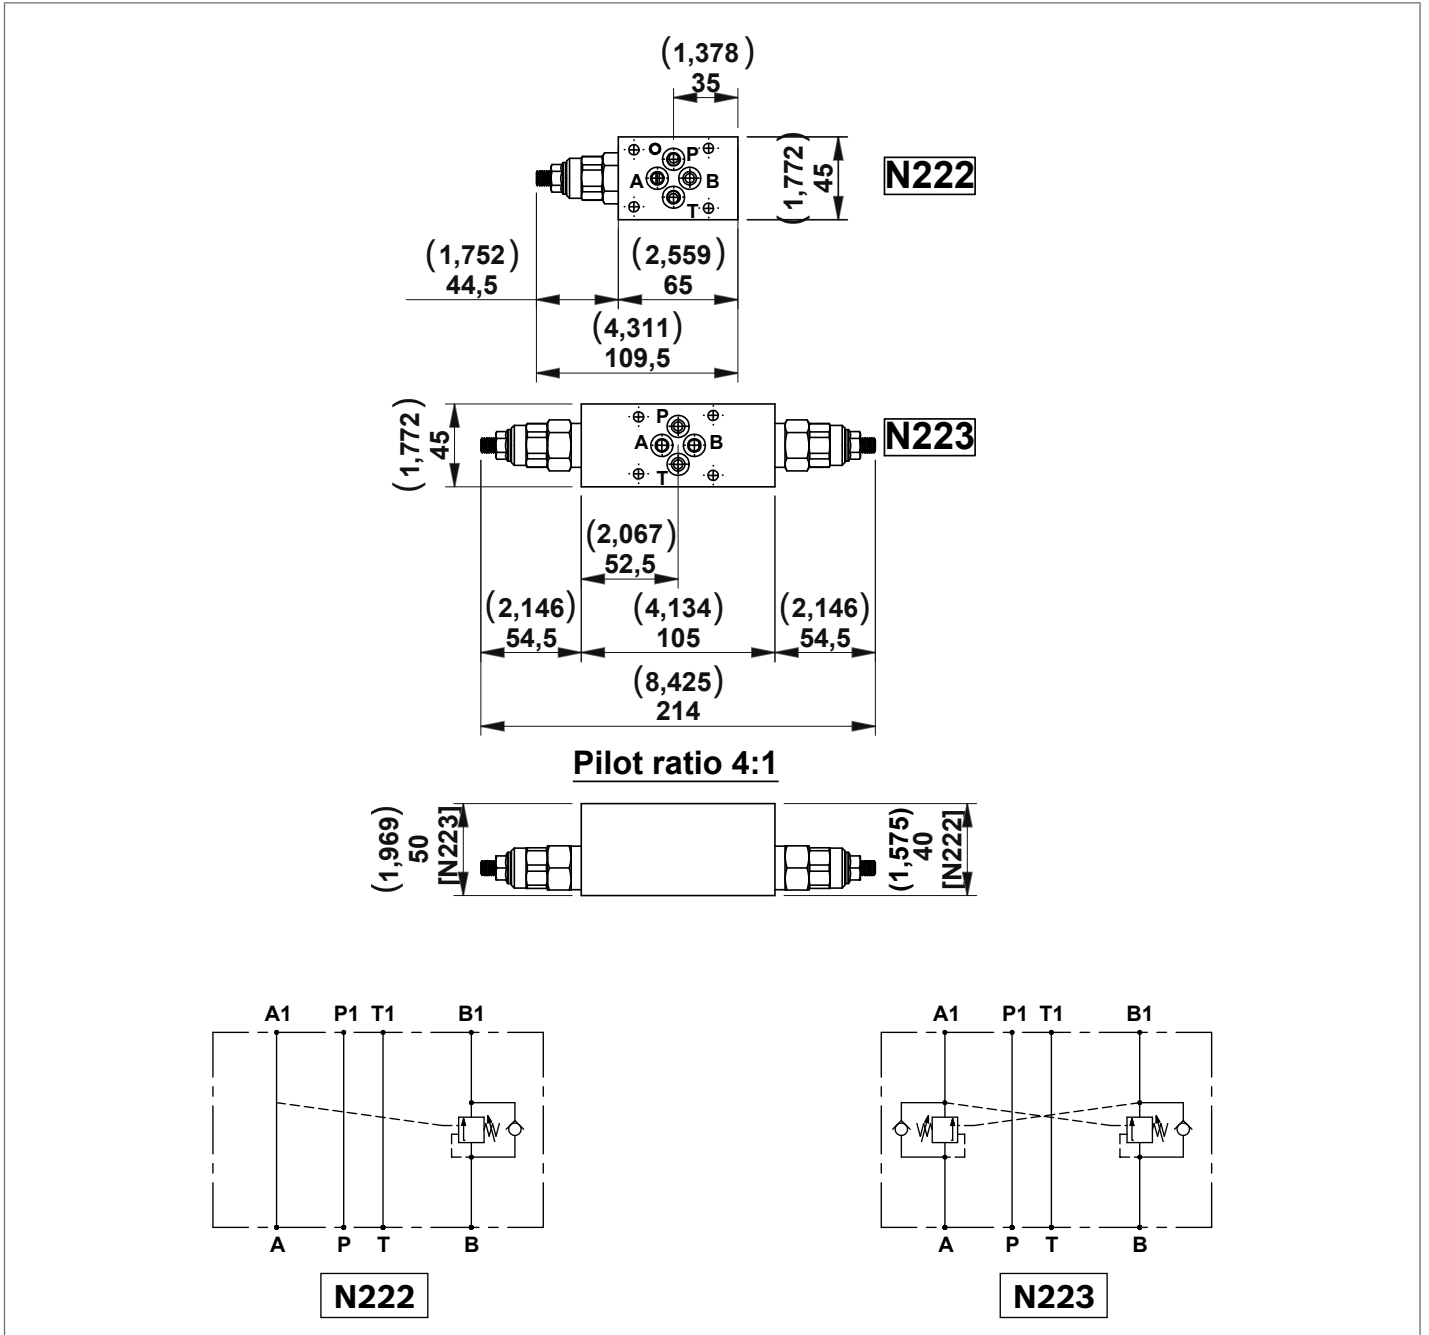 (1,378)
35
P
A
B
T
(1,772)
45
N222
(1,752)
44,5
(2,559)
65
(4,311)
109,5
(1,772)
45
P
A
B
T
N223
(2,067)
52,5
(2,146)
54,5
(4,134)
105
(2,146)
54,5
(8,425)
214
Pilot ratio 4:1
(1,969)
50
[N223]
(1,575)
40
[N222]
A1 P1 T1 B1
A P T B
N222
A1 P1 T1 B1
A P T B
N223